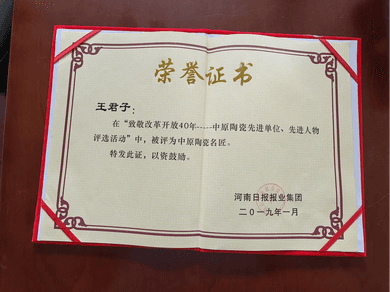 荣誉证书
王君子：
在“致敬改革开放40年----中原陶瓷先进单位、先进人物
评选活动”中，被评为中原陶瓷名匠。
特发此证，以资鼓励。
河南日报报业集团
二〇一九年一月